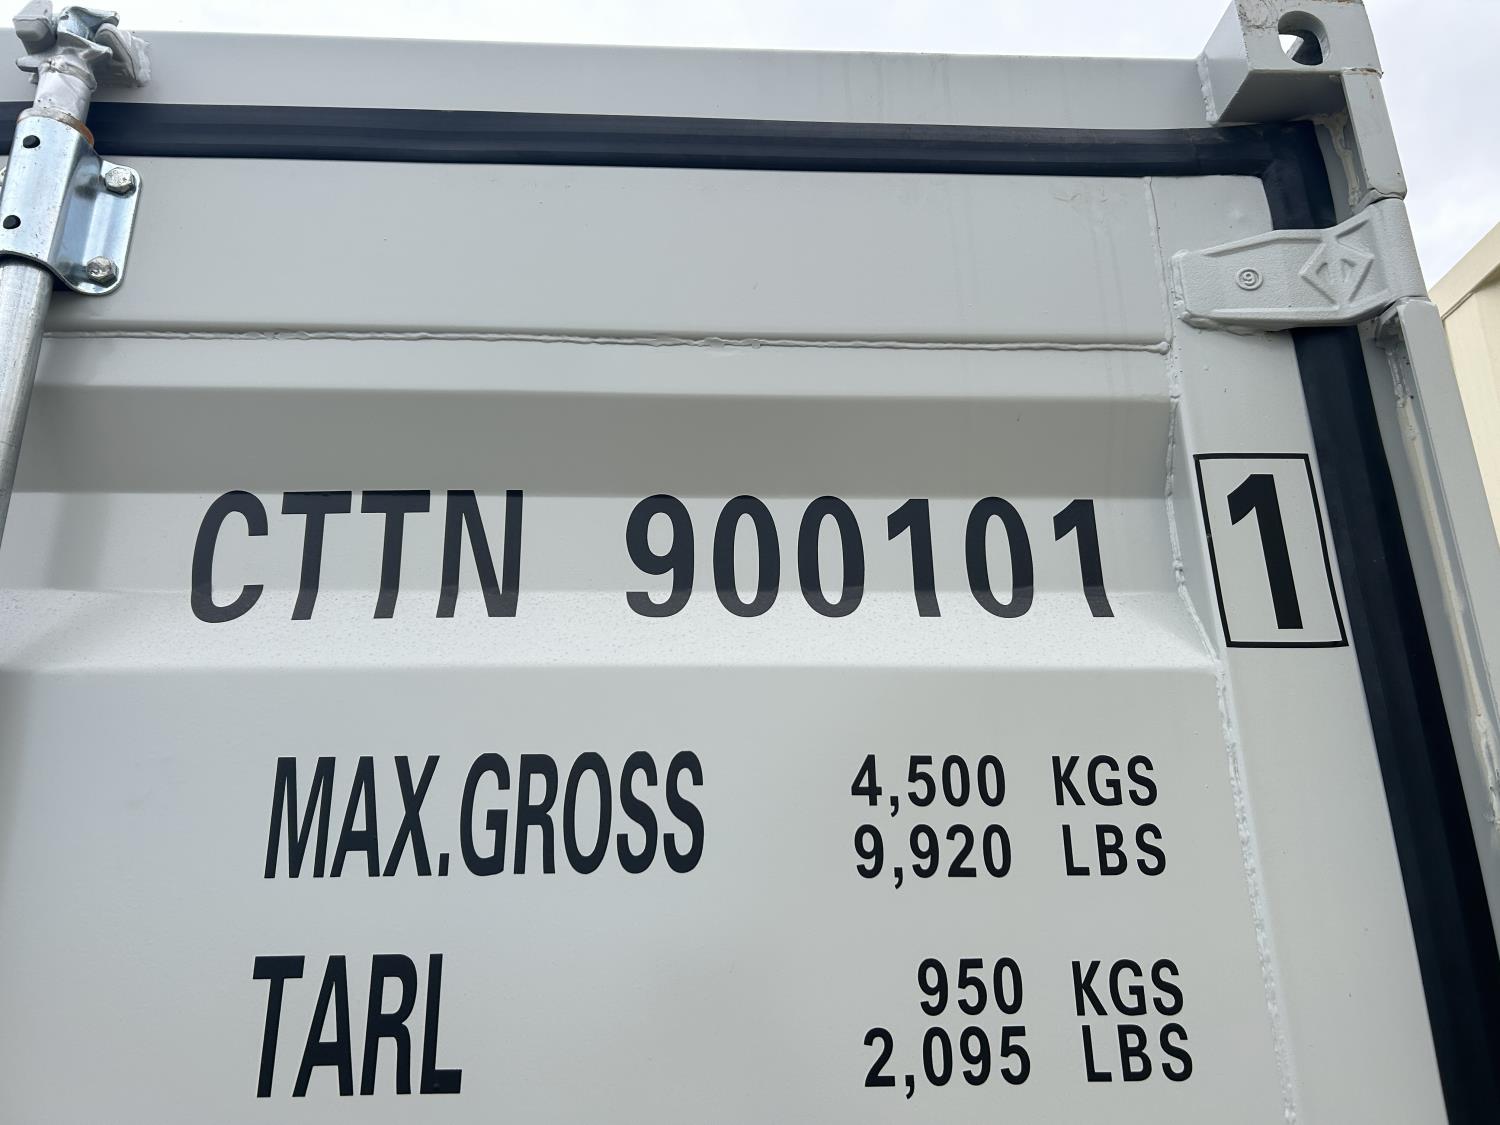 CTTN 900101 1
MAX.GROSS 4,500 KGS
9,920 LBS
TARL 950 KGS
2,095 LBS